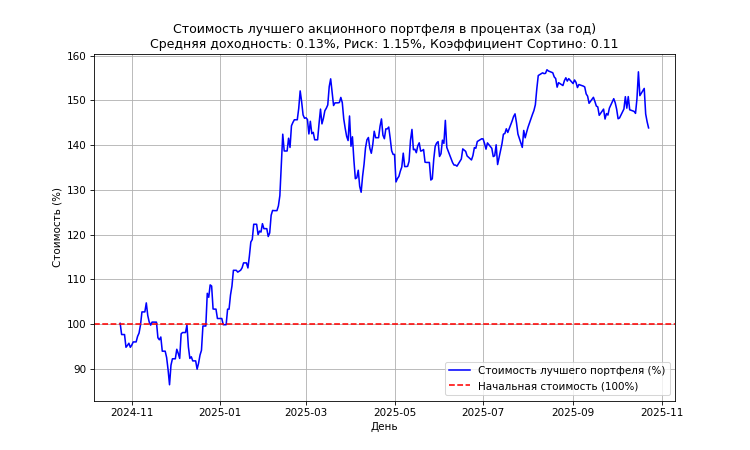 Стоимость лучшего акционного портфеля в процентах (за год)
Средняя доходность: 0.13%, Риск: 1.15%, Коэффициент Сортино: 0.11
Стоимость (%)
160
150
140
130
120
110
100
90
2024-11
2025-01
2025-03
2025-05
2025-07
2025-09
2025-11
День
Стоимость лучшего портфеля (%)
Начальная стоимость (100%)